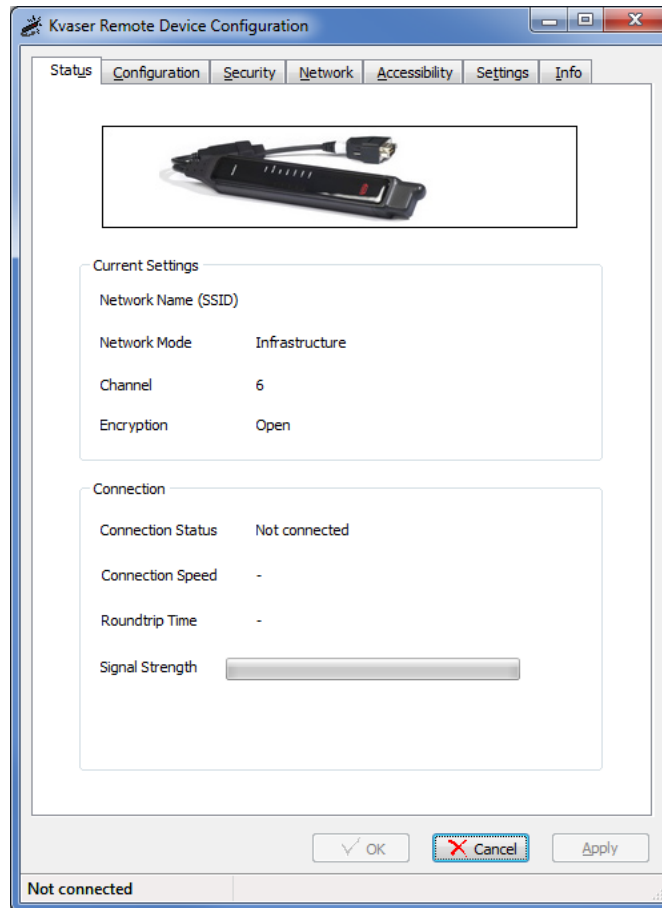 Kvaser Remote Device Configuration
Status Configuration Security Network Accessibility Settings Info
Current Settings
Network Name (SSID)
Network Mode Infrastructure
Channel 6
Encryption Open
Connection
Connection Status Not connected
Connection Speed -
Roundtrip Time -
Signal Strength
OK Cancel Apply
Not connected